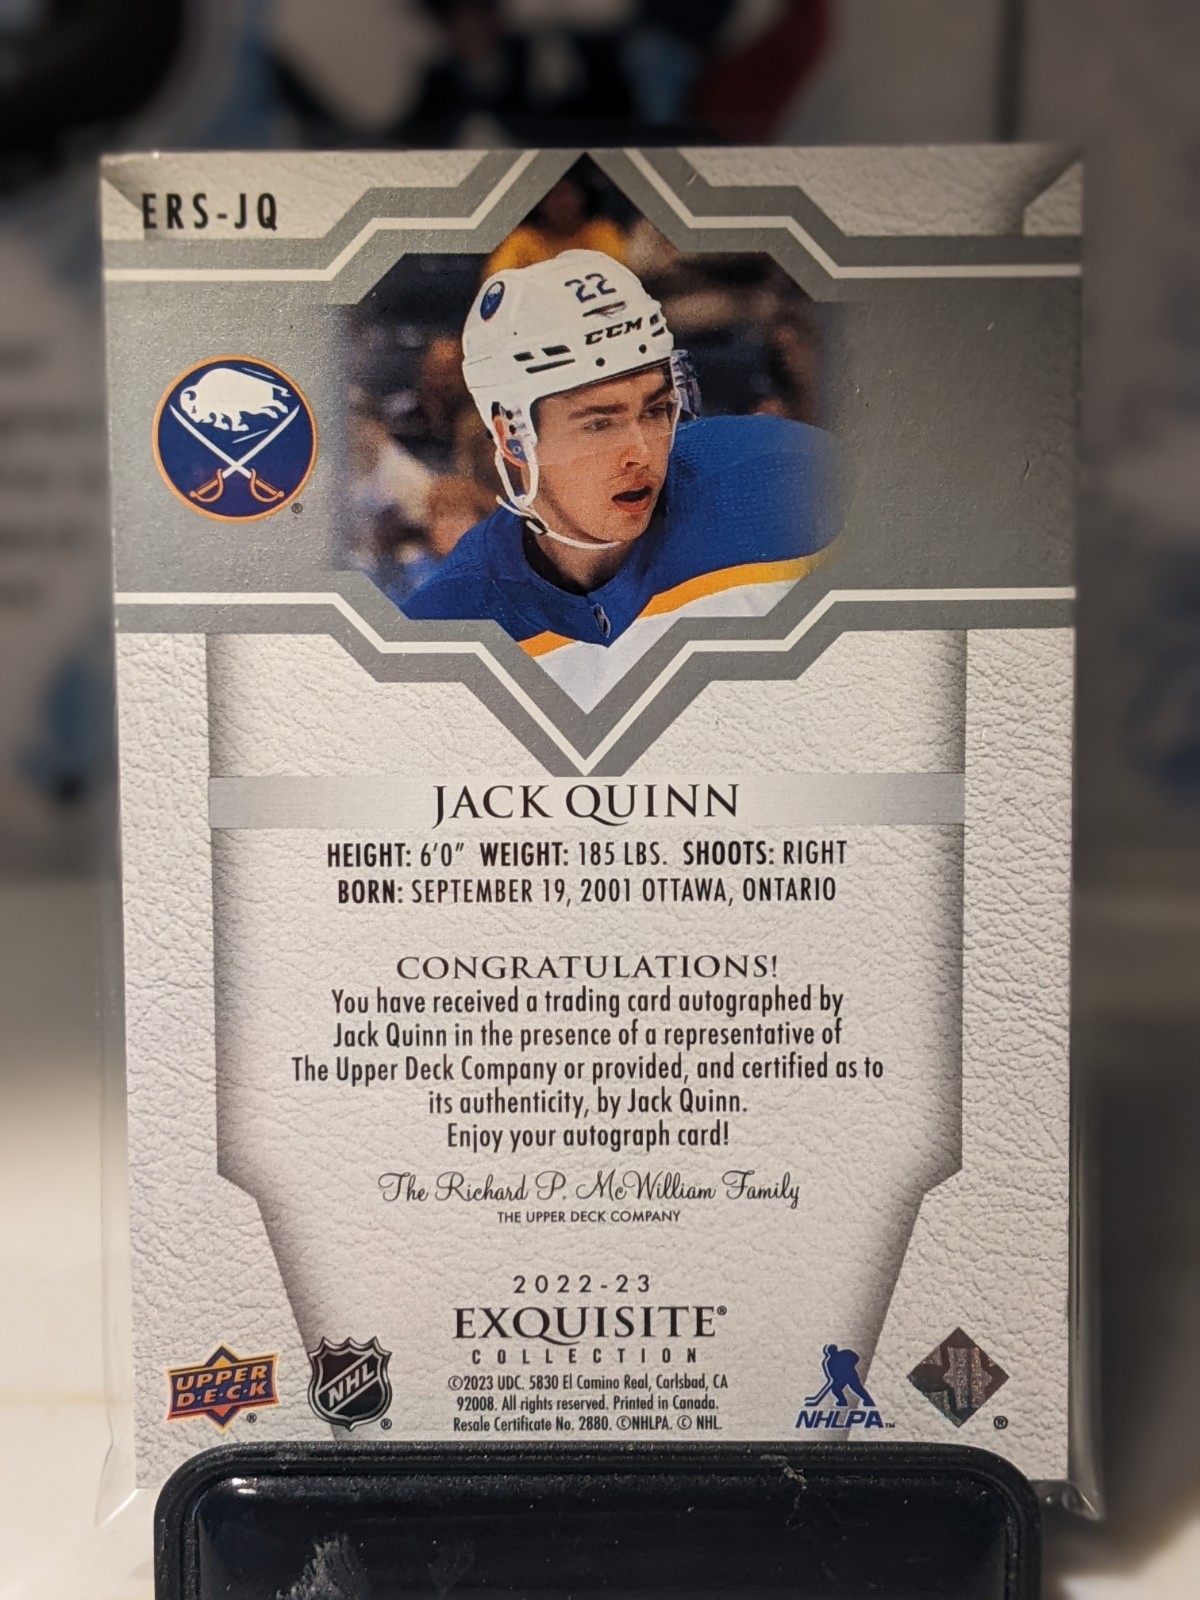 ERS-JQ
22
CCM
®
JACK QUINN
HEIGHT: 6'0" WEIGHT: 185 LBS. SHOOTS: RIGHT
BORN: SEPTEMBER 19, 2001 OTTAWA, ONTARIO
CONGRATULATIONS!
You have received a trading card autographed by
Jack Quinn in the presence of a representative of
The Upper Deck Company or provided, and certified as to
its authenticity, by Jack Quinn.
Enjoy your autograph card!
The Richard P. McWilliam Family
THE UPPER DECK COMPANY
2022-23
EXQUISITE®
COLLECTION
©2023 UDC. 5830 El Camino Real, Carlsbad, CA
92008. All rights reserved. Printed in Canada.
Resale Certificate No. 2880. ©NHLPA. © NHL.
UPPER
D·E·C·K
®
NHL
®
NHLPA™
®